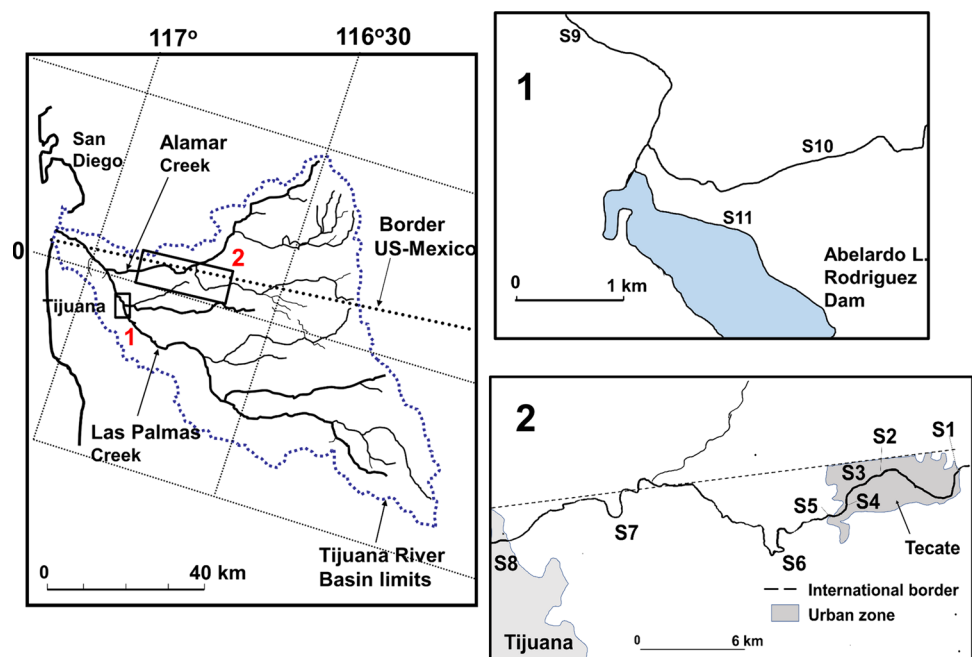 117º
116º30
San
Diego
Alamar
Creek
Border
US-Mexico
2
0
Tijuana
1
Las Palmas
Creek
Tijuana River
Basin limits
0
40 km
1
S9
S10
S11
Abelardo L.
Rodriguez
Dam
0
1 km
2
S1
S2
S3
S4
S5
S6
S7
S8
Tecate
International border
Urban zone
Tijuana
0
6 km